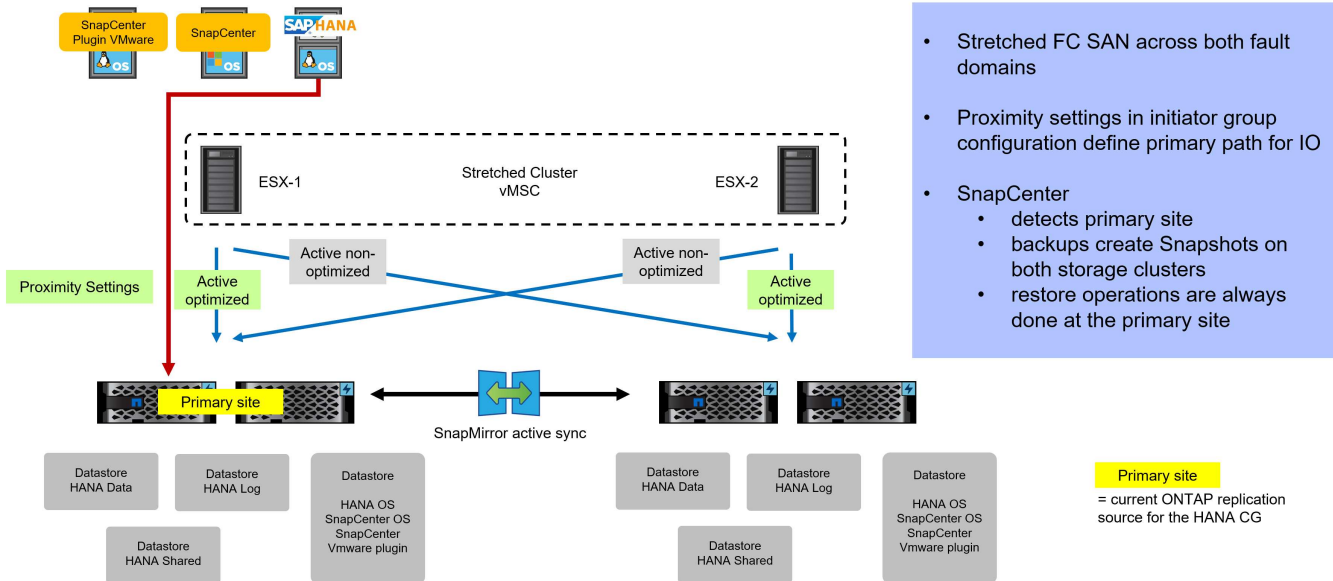 SnapCenter
Plugin VMware
OS
SnapCenter
OS
SAP HANA
OS
ESX-1
Stretched Cluster
vMSC
ESX-2
Proximity Settings
Active
optimized
Active non-
optimized
Active non-
optimized
Active
optimized
Primary site
SnapMirror active sync
Datastore
HANA Data
Datastore
HANA Log
Datastore
HANA OS
SnapCenter OS
SnapCenter
Vmware plugin
Datastore
HANA Shared
Datastore
HANA Data
Datastore
HANA Log
Datastore
HANA OS
SnapCenter OS
SnapCenter
Vmware plugin
Datastore
HANA Shared
• Stretched FC SAN across both fault
domains
• Proximity settings in initiator group
configuration define primary path for IO
• SnapCenter
• detects primary site
• backups create Snapshots on
both storage clusters
• restore operations are always
done at the primary site
Primary site
= current ONTAP replication
source for the HANA CG